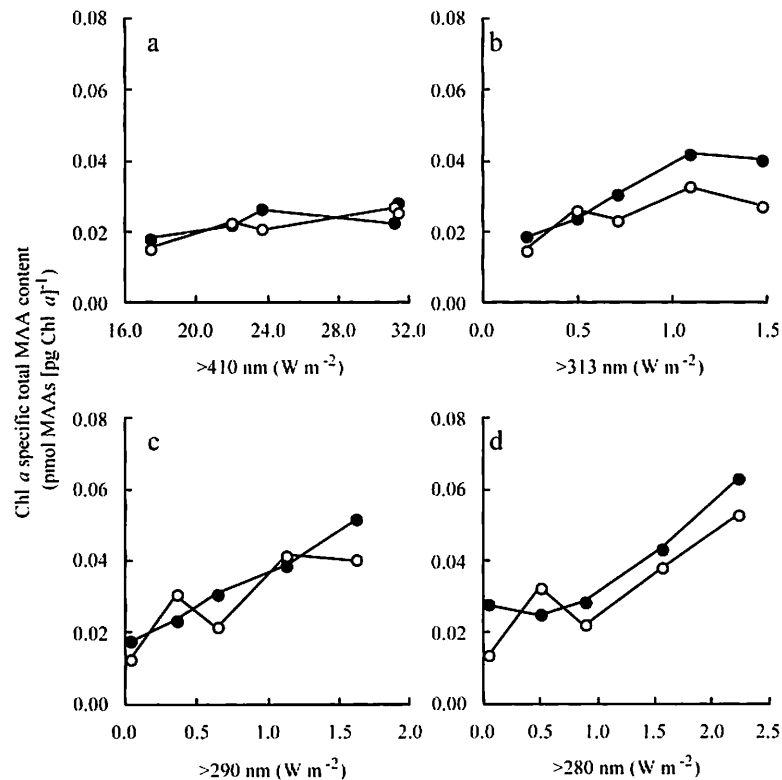 Chl a specific total MAA content
(pmol MAAs [pg Chl a]-1)
a
0.08
0.06
0.04
0.02
0.00
16.0 20.0 24.0 28.0 32.0
>410 nm (W m-2)
b
0.08
0.06
0.04
0.02
0.00
0.0 0.5 1.0 1.5
>313 nm (W m-2)
c
0.08
0.06
0.04
0.02
0.00
0.0 0.5 1.0 1.5 2.0
>290 nm (W m-2)
d
0.08
0.06
0.04
0.02
0.00
0.0 0.5 1.0 1.5 2.0 2.5
>280 nm (W m-2)